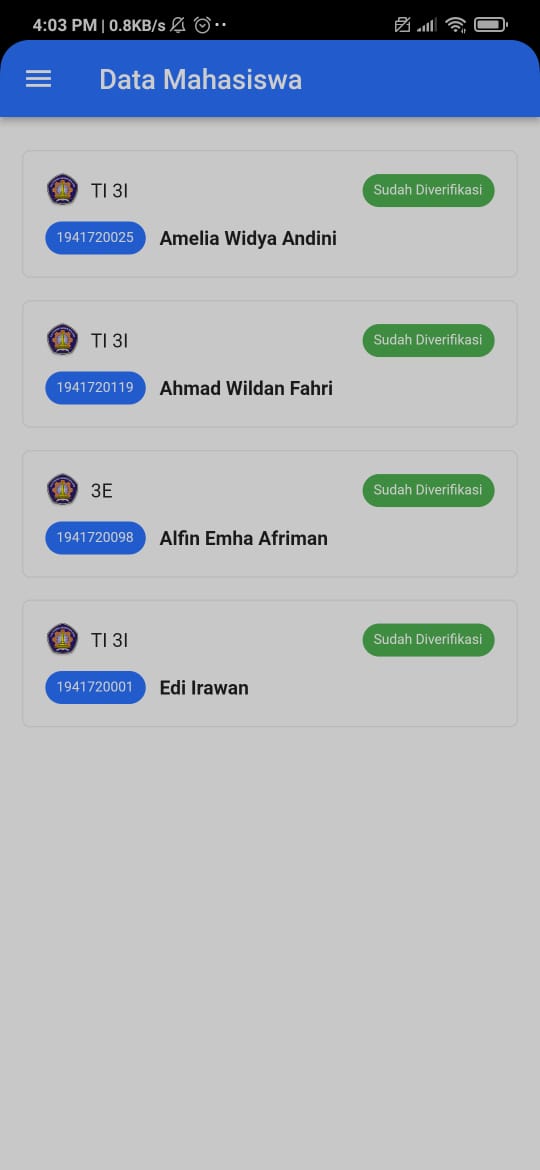 4:03 PM | 0.8KB/s
Data Mahasiswa
TI 3I
Sudah Diverifikasi
1941720025
Amelia Widya Andini
TI 3I
Sudah Diverifikasi
1941720119
Ahmad Wildan Fahri
3E
Sudah Diverifikasi
1941720098
Alfin Emha Afriman
TI 3I
Sudah Diverifikasi
1941720001
Edi Irawan